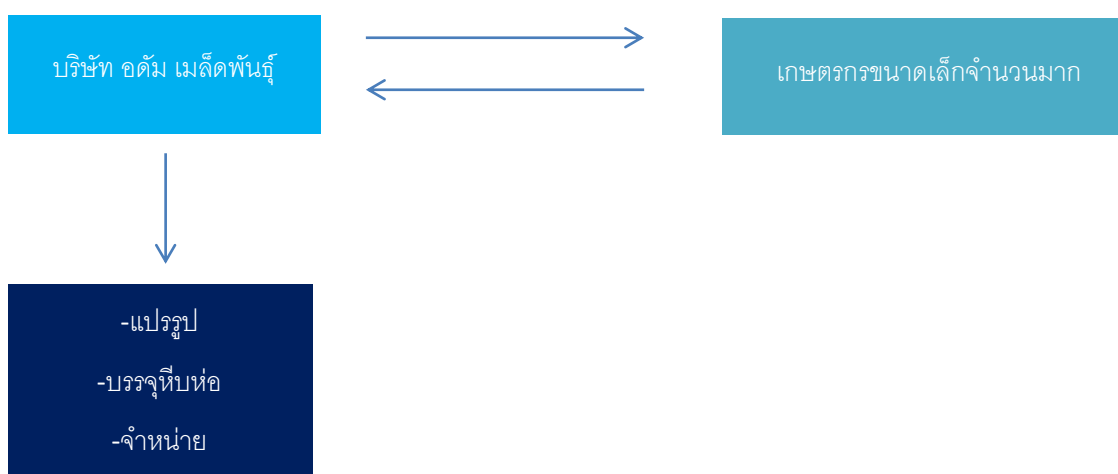 บริษัท อดัม เมล็ดพันธุ์
เกษตรกรขนาดเล็กจำนวนมาก
-แปรรูป
-บรรจุหีบห่อ
-จำหน่าย